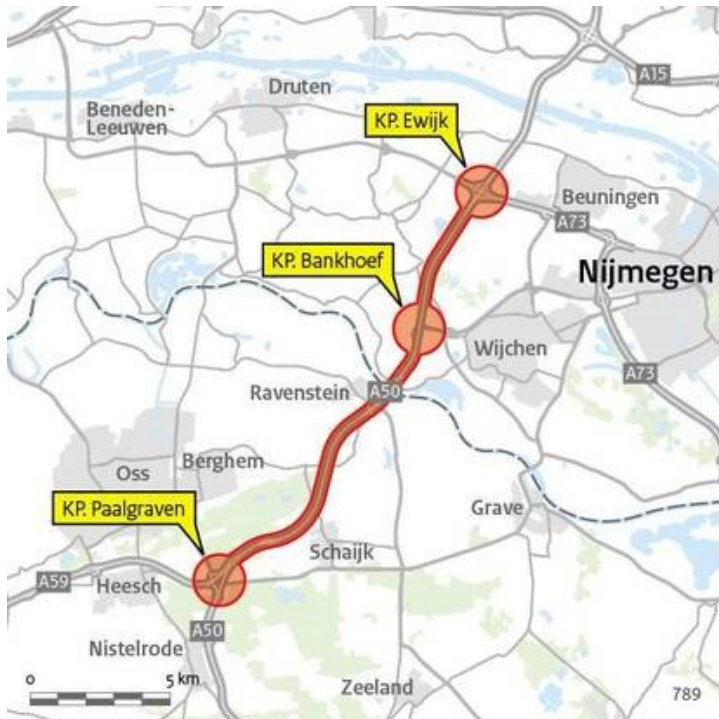 A15
Druten
Beneden-
Leeuwen
KP. Ewijk
Beuningen
A73
KP. Bankhoef
Nijmegen
Wijchen
A73
Ravenstein
A50
Berghem
Oss
Grave
KP. Paalgraven
Schaijk
A59
Heesch
A50
Nistelrode
0 5 km
Zeeland
789